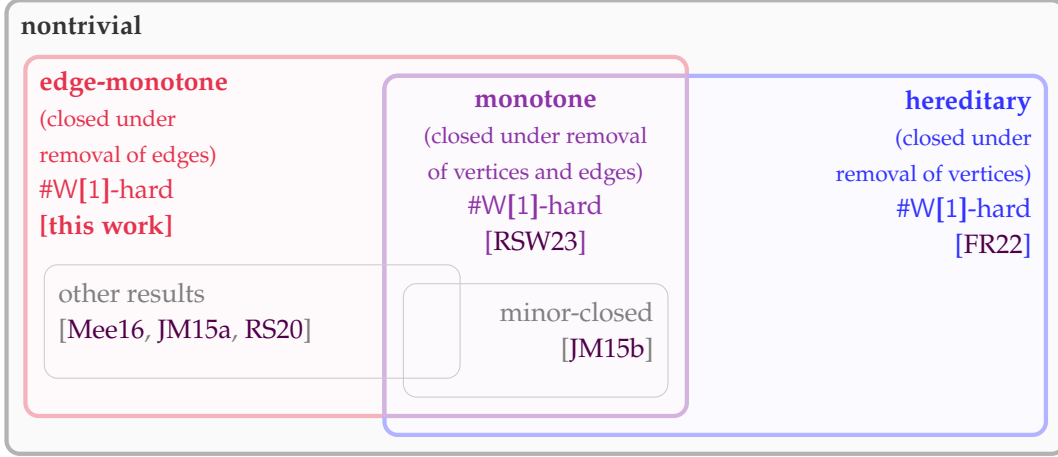 nontrivial
edge-monotone
(closed under
removal of edges)
#W[1]-hard
[this work]
monotone
(closed under removal
of vertices and edges)
#W[1]-hard
[RSW23]
hereditary
(closed under
removal of vertices)
#W[1]-hard
[FR22]
other results
[Mee16, JM15a, RS20]
minor-closed
[JM15b]